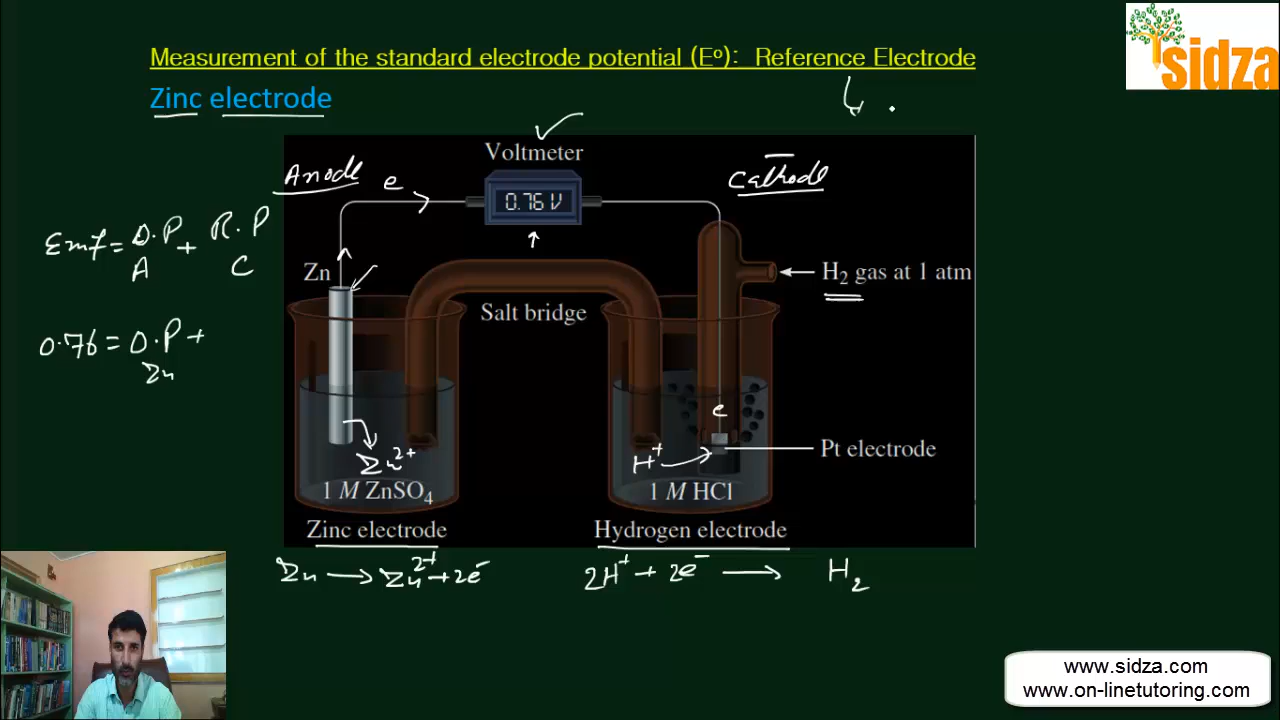 Measurement of the standard electrode potential (Eº): Reference Electrode
sidza
Zinc electrode
Voltmeter
Anode
e
Cathode
0.76 V
Emf = O.P + R.P
A
C
Zn
H2 gas at 1 atm
Salt bridge
0.76 = O.P +
Zn
e
Zn2+
H+
Pt electrode
1 M ZnSO4
1 M HCl
Zinc electrode
Hydrogen electrode
Zn → Zn2+ + 2e-
2H+ + 2e- → H2
www.sidza.com
www.on-linetutoring.com